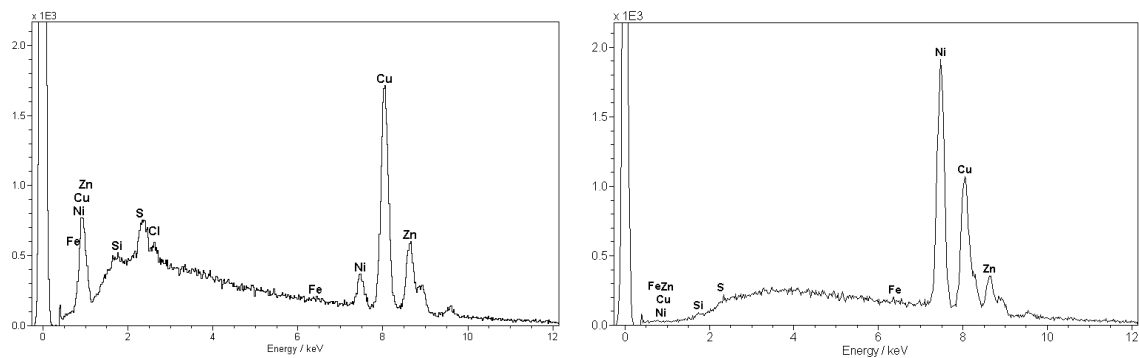 x 1E3
2.0
1.5
1.0
0.5
0.0
Zn
Cu
Ni
Fe
Si
S
Cl
Fe
Ni
Cu
Zn
0 2 4 6 8 10 12
Energy / keV
x 1E3
2.0
1.5
1.0
0.5
0.0
FeZn
Cu
Ni
Si
S
Fe
Ni
Cu
Zn
0 2 4 6 8 10 12
Energy / keV